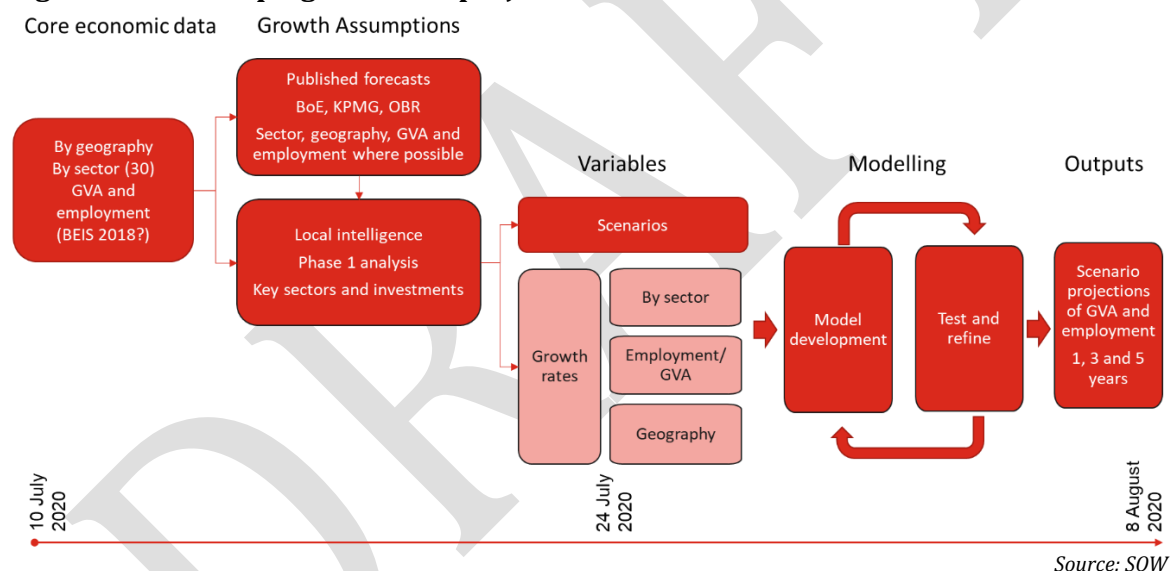 Core economic data
Growth Assumptions
Published forecasts
BoE, KPMG, OBR
Sector, geography, GVA and
employment where possible
By geography
By sector (30)
GVA and
employment
(BEIS 2018?)
Local intelligence
Phase 1 analysis
Key sectors and investments
Variables
Scenarios
Growth
rates
By sector
Employment/
GVA
Geography
Modelling
Model
development
Test and
refine
Outputs
Scenario
projections
of GVA and
employment
1, 3 and 5
years
10 July
2020
24 July
2020
8 August
2020
Source: SQW
DRAFT